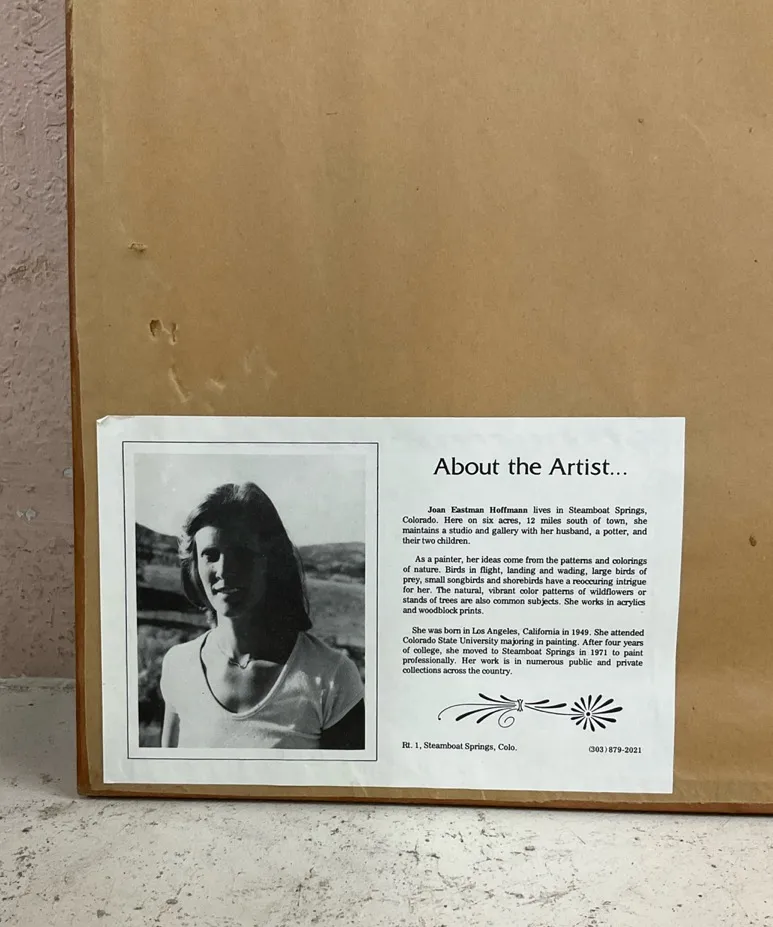 About the Artist...
Joan Eastman Hoffmann lives in Steamboat Springs,
Colorado. Here on six acres, 12 miles south of town, she
maintains a studio and gallery with her husband, a potter, and
their two children.
As a painter, her ideas come from the patterns and colorings
of nature. Birds in flight, landing and wading, large birds of
prey, small songbirds and shorebirds have a reoccuring intrigue
for her. The natural, vibrant color patterns of wildflowers or
stands of trees are also common subjects. She works in acrylics
and woodblock prints.
She was born in Los Angeles, California in 1949. She attended
Colorado State University majoring in painting. After four years
of college, she moved to Steamboat Springs in 1971 to paint
professionally. Her work is in numerous public and private
collections across the country.
Rt. 1, Steamboat Springs, Colo. (303) 879-2021